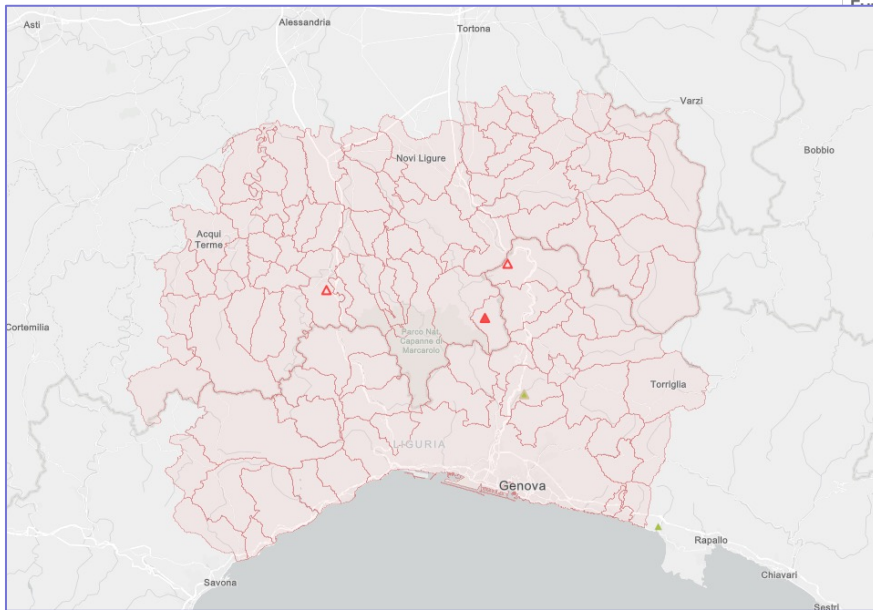 Asti
Alessandria
Tortona
Varzi
Bobbio
Novi Ligure
Acqui
Terme
Cortemilia
Parco Nat.
Capanne di
Marcarolo
Torriglia
LIGURIA
Genova
Rapallo
Savona
Chiavari
Sestri